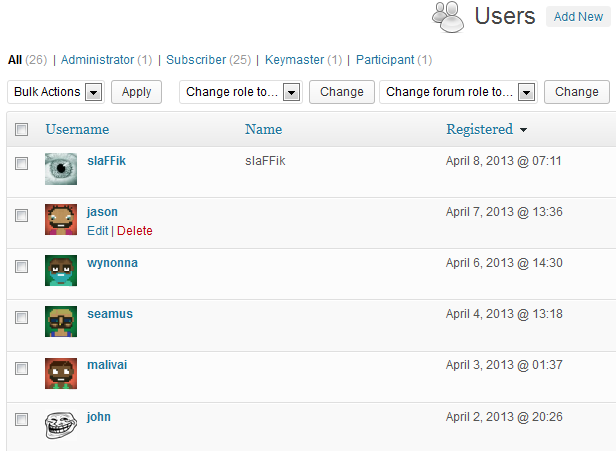 Users Add New
All (26) | Administrator (1) | Subscriber (25) | Keymaster (1) | Participant (1)
Bulk Actions Apply Change role to... Change Change forum role to... Change
Username Name Registered
slaFFik slaFFik April 8, 2013 @ 07:11
jason April 7, 2013 @ 13:36
Edit | Delete
wynonna April 6, 2013 @ 14:30
seamus April 4, 2013 @ 13:18
malivai April 3, 2013 @ 01:37
john April 2, 2013 @ 20:26